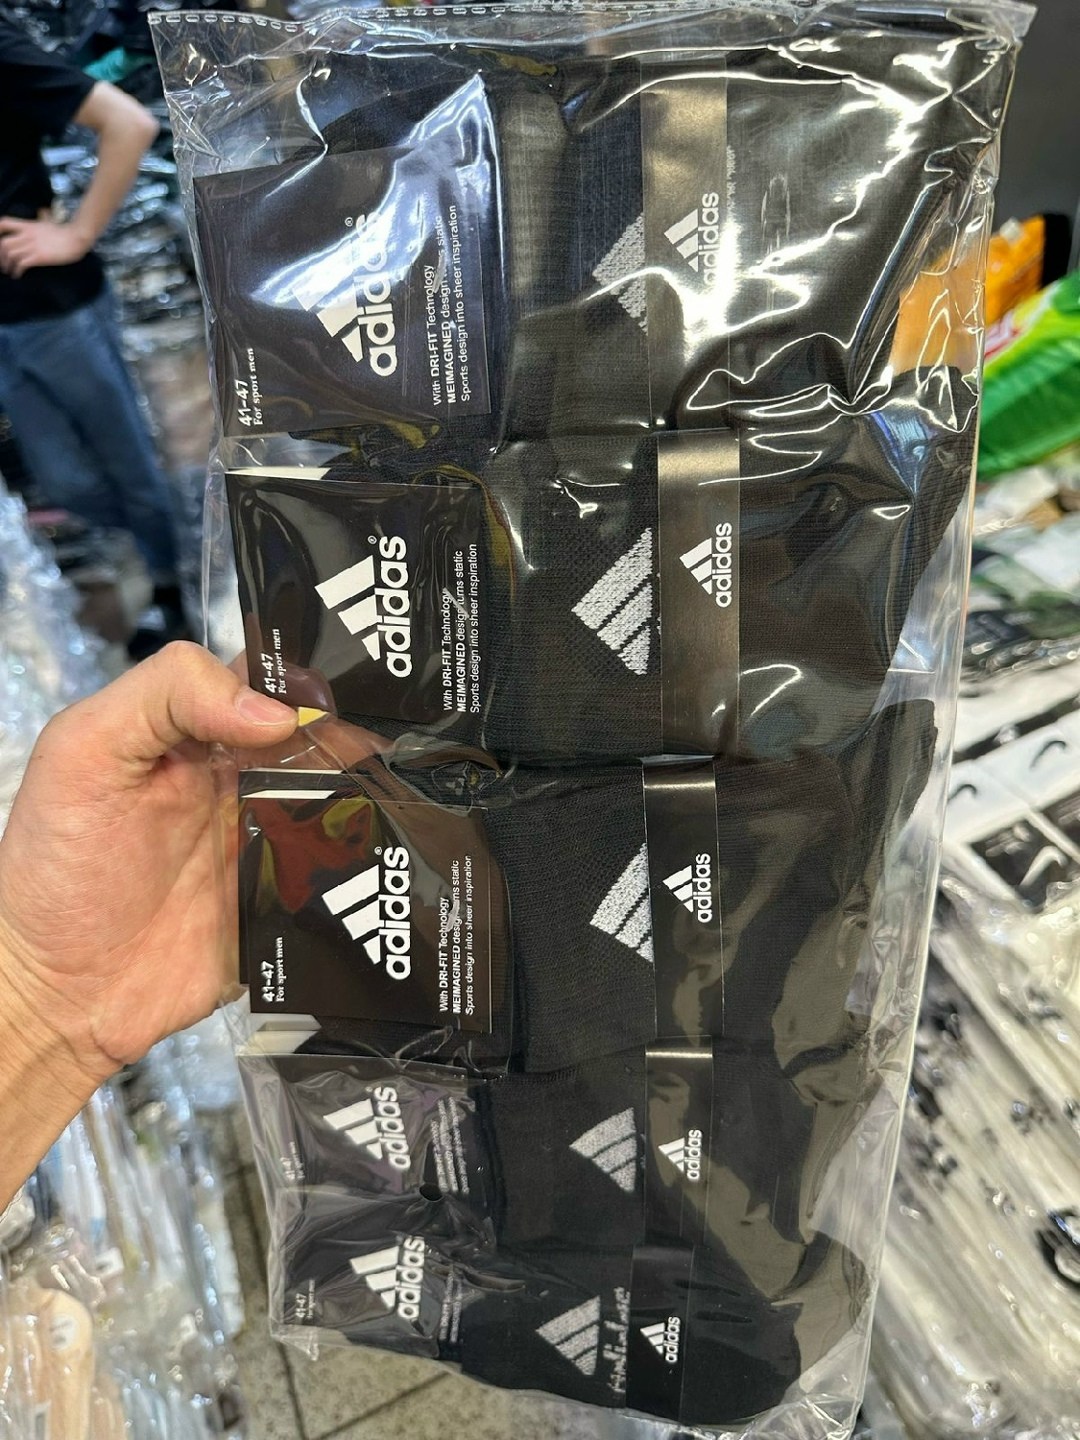 adidas®
With DRI-FIT Technology
MEIMAGINED design turns static
Sports design into sheer inspiration
41-47
For sport men
adidas
adidas®
With DRI-FIT Technology
MEIMAGINED design turns static
Sports design into sheer inspiration
41-47
For sport men
adidas
adidas®
With DRI-FIT Technology
MEIMAGINED design turns static
Sports design into sheer inspiration
41-47
For sport men
adidas
adidas
41-47
adidas
adidas
41-47
adidas